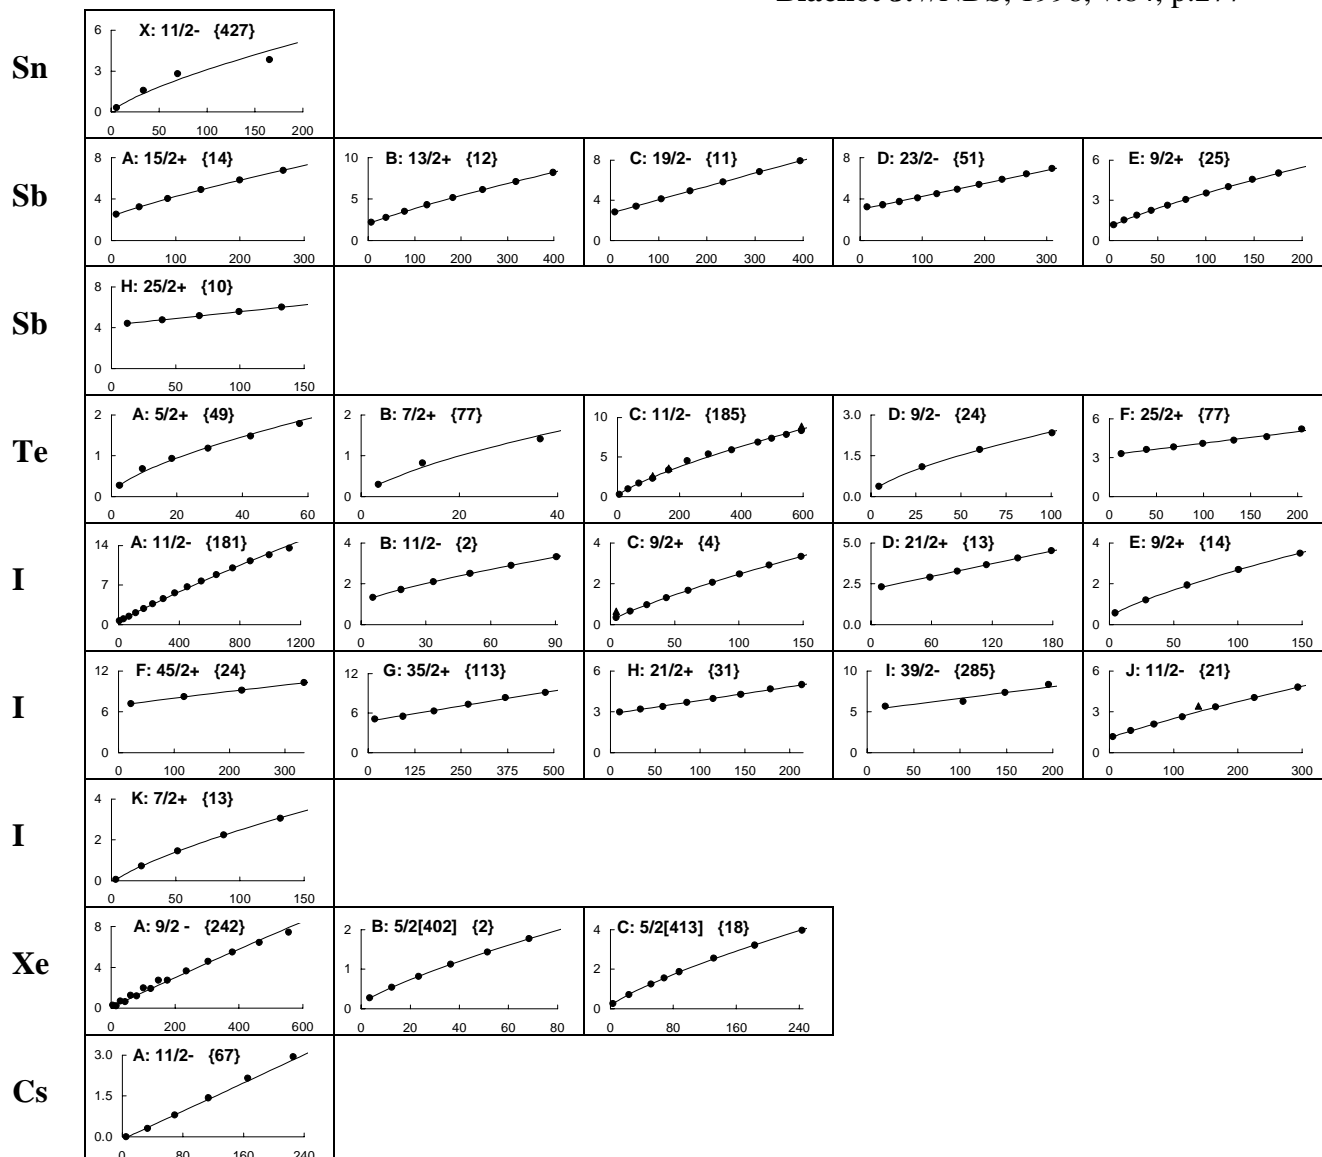 Sn
X: 11/2- {427}
6
3
0
0 50 100 150 200
Sb
A: 15/2+ {14}
8
4
0
0 100 200 300
B: 13/2+ {12}
10
5
0
0 100 200 300 400
C: 19/2- {11}
8
4
0
0 100 200 300 400
D: 23/2- {51}
8
4
0
0 100 200 300
E: 9/2+ {25}
6
3
0
0 50 100 150 200
Sb
H: 25/2+ {10}
8
4
0
0 50 100 150
Te
A: 5/2+ {49}
2
1
0
0 20 40 60
B: 7/2+ {77}
2
1
0
0 20 40
C: 11/2- {185}
10
5
0
0 200 400 600
D: 9/2- {24}
3.0
1.5
0.0
0 25 50 75 100
F: 25/2+ {77}
6
3
0
0 50 100 150 200
I
A: 11/2- {181}
14
7
0
0 400 800 1200
B: 11/2- {2}
4
2
0
0 30 60 90
C: 9/2+ {4}
4
2
0
0 50 100 150
D: 21/2+ {13}
5.0
2.5
0.0
0 60 120 180
E: 9/2+ {14}
4
2
0
0 50 100 150
I
F: 45/2+ {24}
12
6
0
0 100 200 300
G: 35/2+ {113}
12
6
0
0 125 250 375 500
H: 21/2+ {31}
6
3
0
0 50 100 150 200
I: 39/2- {285}
10
5
0
0 50 100 150 200
J: 11/2- {21}
6
3
0
0 100 200 300
I
K: 7/2+ {13}
4
2
0
0 50 100 150
Xe
A: 9/2 - {242}
8
4
0
0 200 400 600
B: 5/2[402] {2}
2
1
0
0 20 40 60 80
C: 5/2[413] {18}
4
2
0
0 80 160 240
Cs
A: 11/2- {67}
3.0
1.5
0.0
0 80 160 240